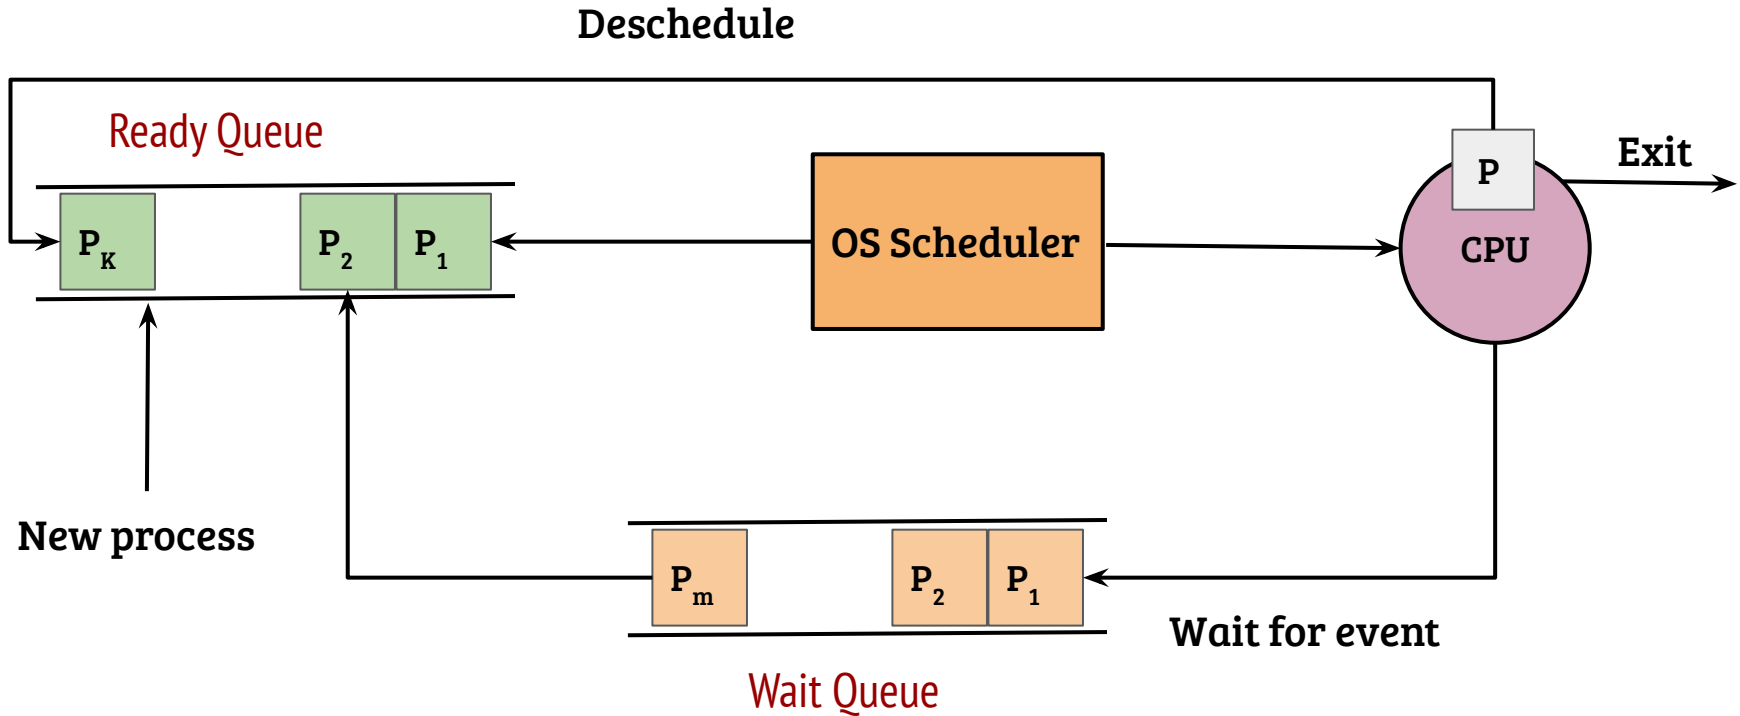 Deschedule
Ready Queue
Exit
P
PK
P2
P1
OS Scheduler
CPU
New process
Pm
P2
P1
Wait for event
Wait Queue